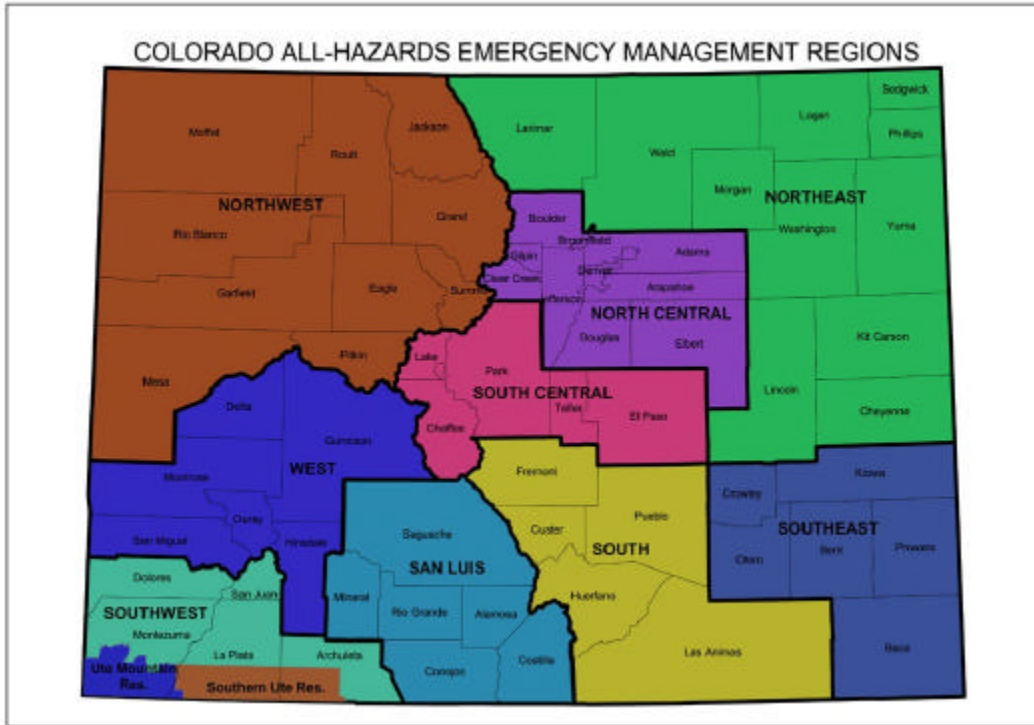 COLORADO ALL-HAZARDS EMERGENCY MANAGEMENT REGIONS
Sedgwick
Logan
Larimar
Jackson
Moffet
Phillips
Routt
Weld
Morgan
NORTHEAST
NORTHWEST
Grand
Boulder
Washington
Yuma
Rio Blanco
Broomfield
Gilpin
Adams
Denver
Clear Creek
Eagle
Arapahoe
Garfield
Summit
NORTH CENTRAL
Douglas
Elbert
Kit Carson
Pitkin
Lake
Park
Mesa
SOUTH CENTRAL
Lincoln
Delta
Teller
El Paso
Cheyenne
Chaffee
Gunnison
WEST
Fremont
Montrose
Kiowa
Crowley
Ouray
Pueblo
SOUTHEAST
Custer
San Miguel
Hinsdale
Saguache
SOUTH
Otero
Bent
Prowers
SAN LUIS
Dolores
San Juan
Mineral
Huerfano
SOUTHWEST
Rio Grande
Alamosa
Montezuma
La Plata
Archuleta
Las Animas
Baca
Ute Mountain
Res.
Conejos
Costilla
Southern Ute Res.